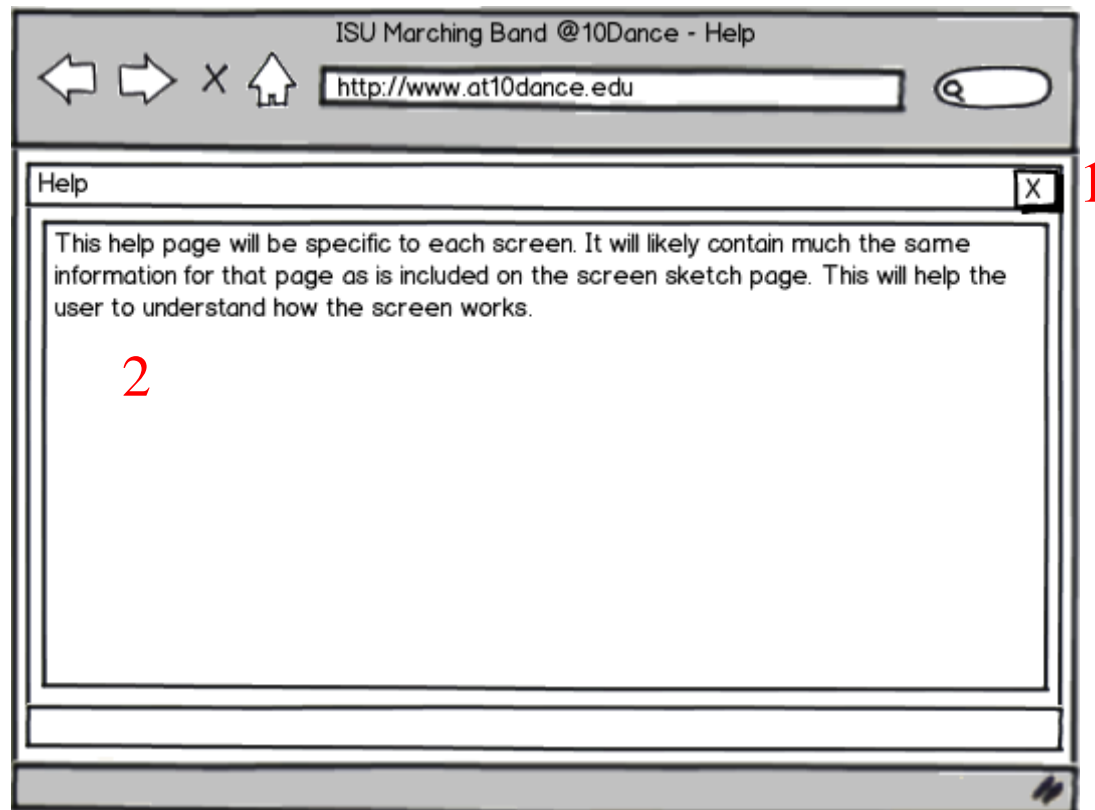 ISU Marching Band @10Dance - Help
X
http://www.at10dance.edu
Help
X
1
This help page will be specific to each screen. It will likely contain much the same
information for that page as is included on the screen sketch page. This will help the
user to understand how the screen works.
2